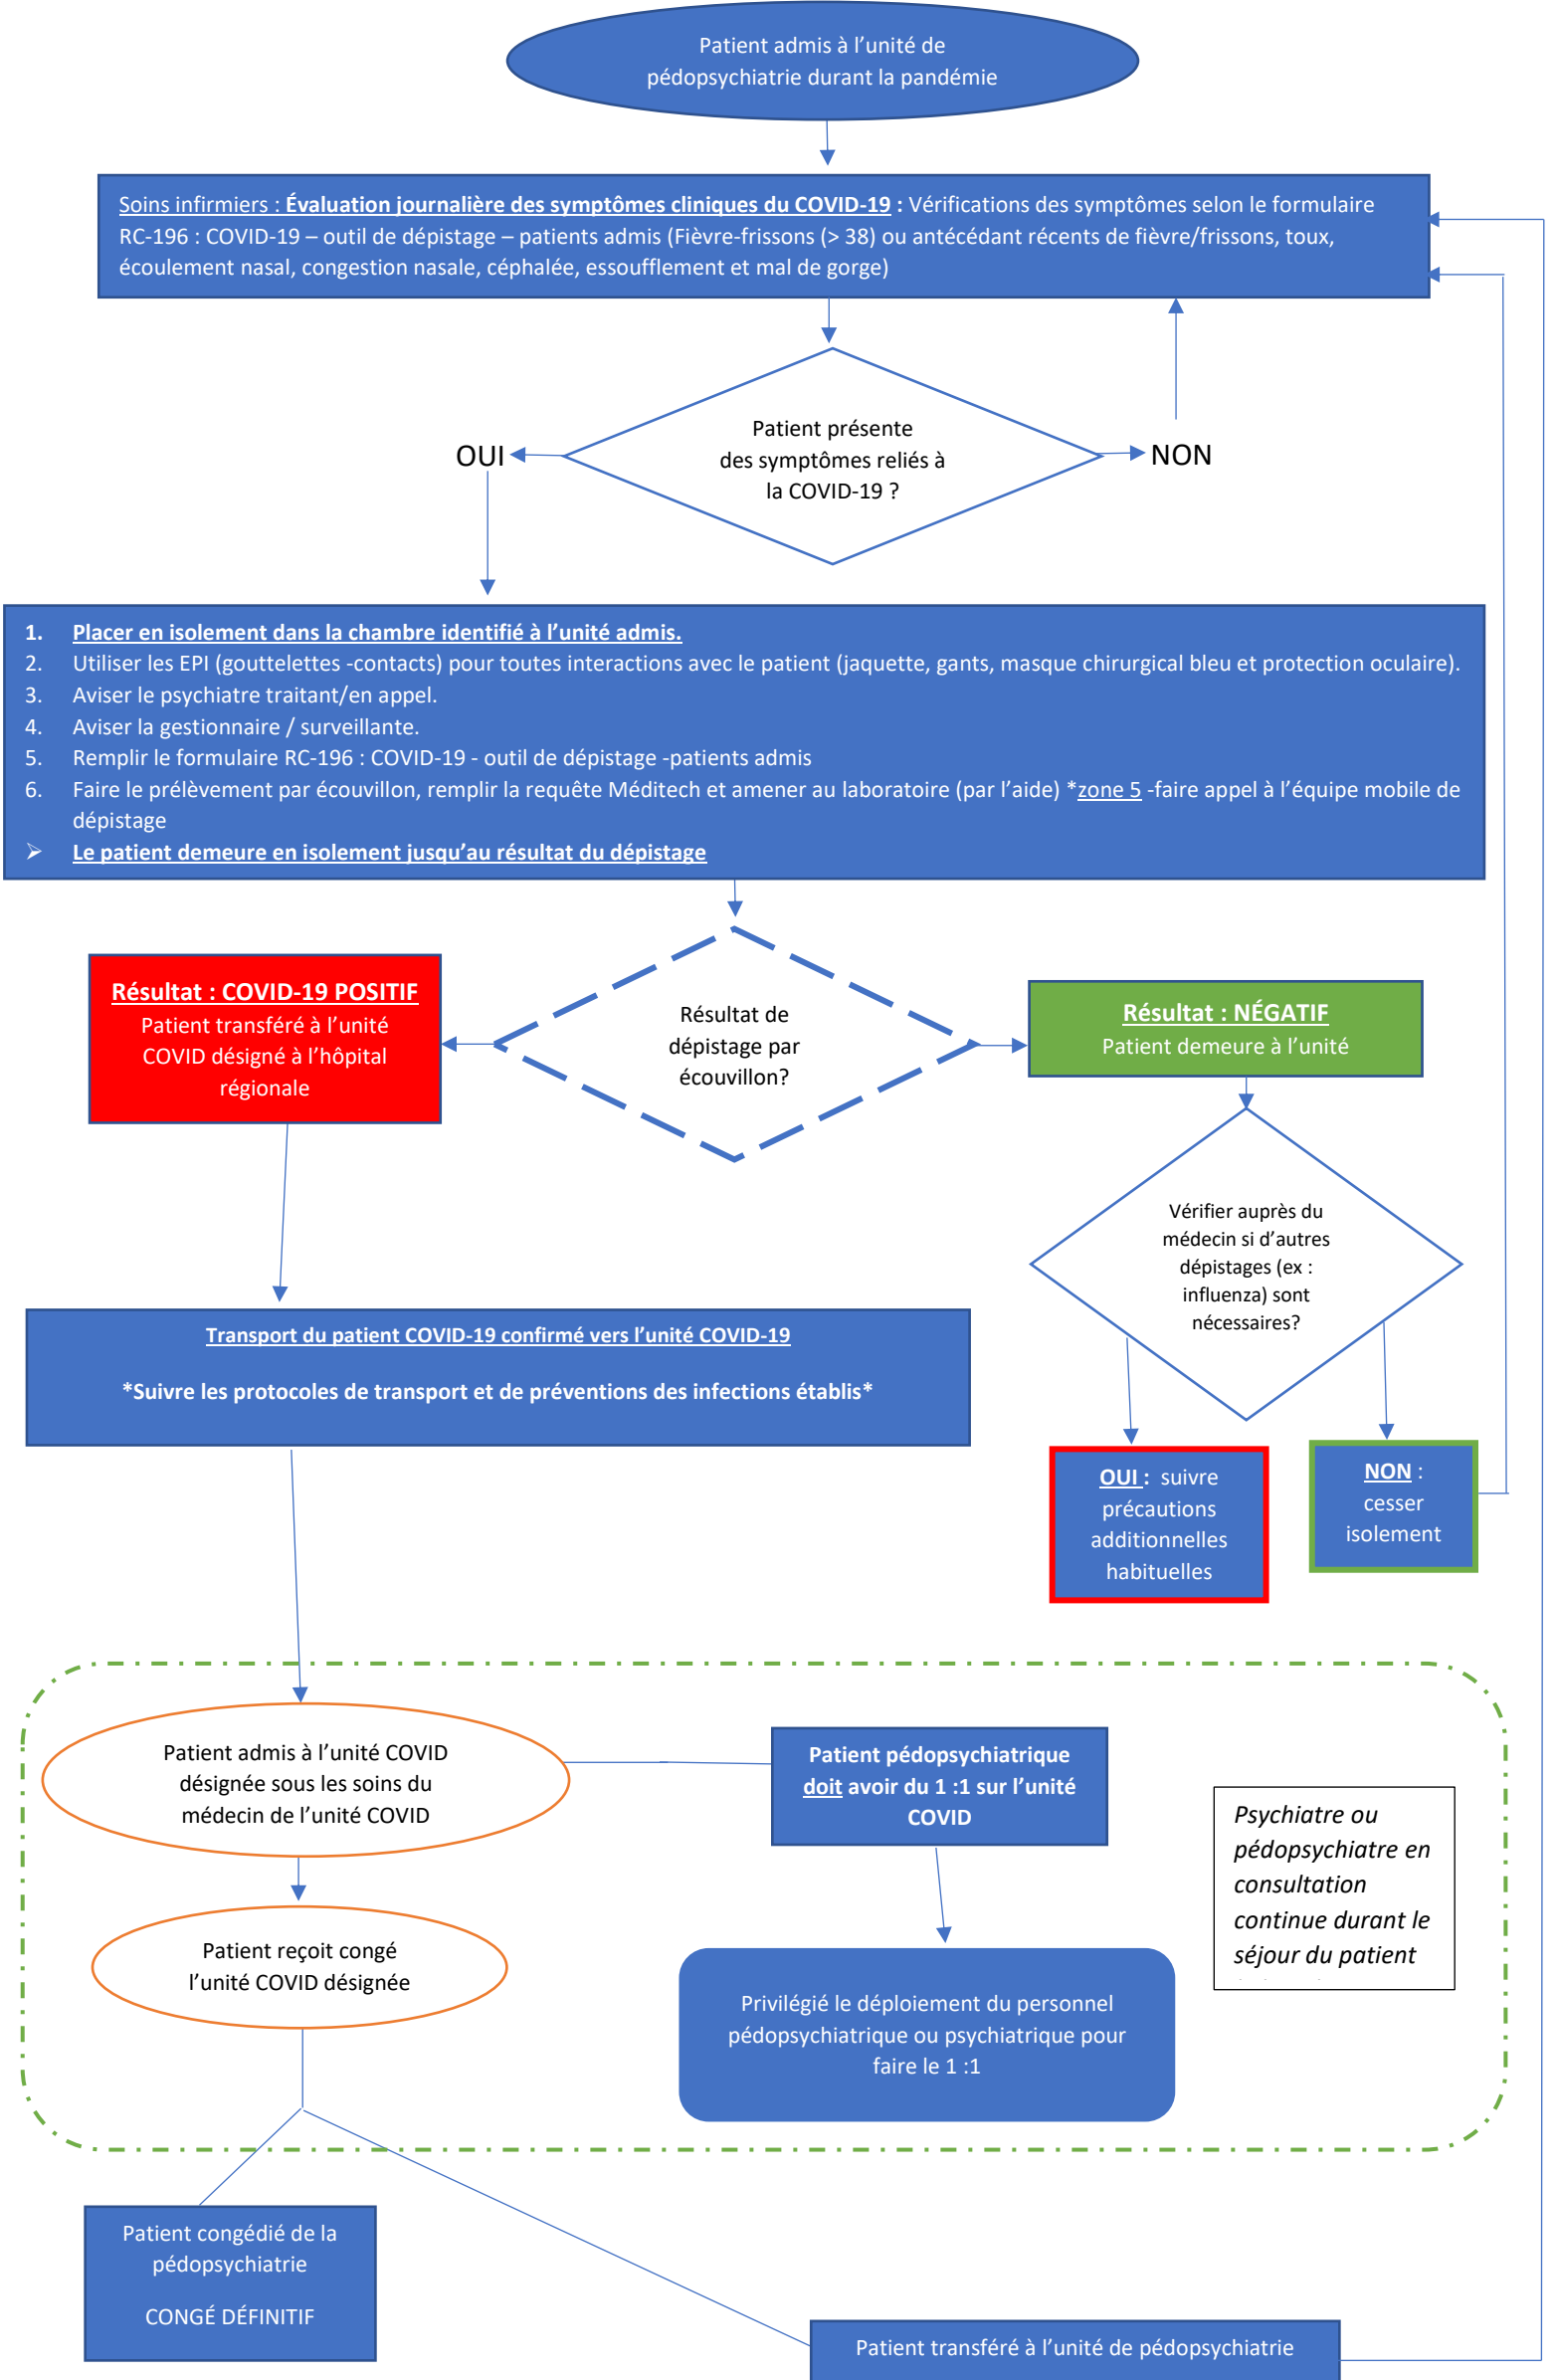 Patient admis à l’unité de
pédopsychiatrie durant la pandémie
Soins infirmiers : Évaluation journalière des symptômes cliniques du COVID-19 : Vérifications des symptômes selon le formulaire
RC-196 : COVID-19 – outil de dépistage – patients admis (Fièvre-frissons (> 38) ou antécédant récents de fièvre/frissons, toux,
écoulement nasal, congestion nasale, céphalée, essoufflement et mal de gorge)
Patient présente
des symptômes reliés à
la COVID-19 ?
OUI
NON
1. Placer en isolement dans la chambre identifié à l’unité admis.
2. Utiliser les EPI (gouttelettes -contacts) pour toutes interactions avec le patient (jaquette, gants, masque chirurgical bleu et protection oculaire).
3. Aviser le psychiatre traitant/en appel.
4. Aviser la gestionnaire / surveillante.
5. Remplir le formulaire RC-196 : COVID-19 - outil de dépistage -patients admis
6. Faire le prélèvement par écouvillon, remplir la requête Méditech et amener au laboratoire (par l’aide) *zone 5 -faire appel à l’équipe mobile de
dépistage
➢ Le patient demeure en isolement jusqu’au résultat du dépistage
Résultat : COVID-19 POSITIF
Patient transféré à l’unité
COVID désigné à l’hôpital
régionale
Résultat de
dépistage par
écouvillon?
Résultat : NÉGATIF
Patient demeure à l’unité
Vérifier auprès du
médecin si d’autres
dépistages (ex :
influenza) sont
nécessaires?
Transport du patient COVID-19 confirmé vers l’unité COVID-19
*Suivre les protocoles de transport et de préventions des infections établis*
OUI : suivre
précautions
additionnelles
habituelles
NON :
cesser
isolement
Patient admis à l’unité COVID
désignée sous les soins du
médecin de l’unité COVID
Patient pédopsychiatrique
doit avoir du 1 :1 sur l’unité
COVID
Psychiatre ou
pédopsychiatre en
consultation
continue durant le
séjour du patient
Patient reçoit congé
l’unité COVID désignée
Privilégié le déploiement du personnel
pédopsychiatrique ou psychiatrique pour
faire le 1 :1
Patient congédié de la
pédopsychiatrie
CONGÉ DÉFINITIF
Patient transféré à l’unité de pédopsychiatrie